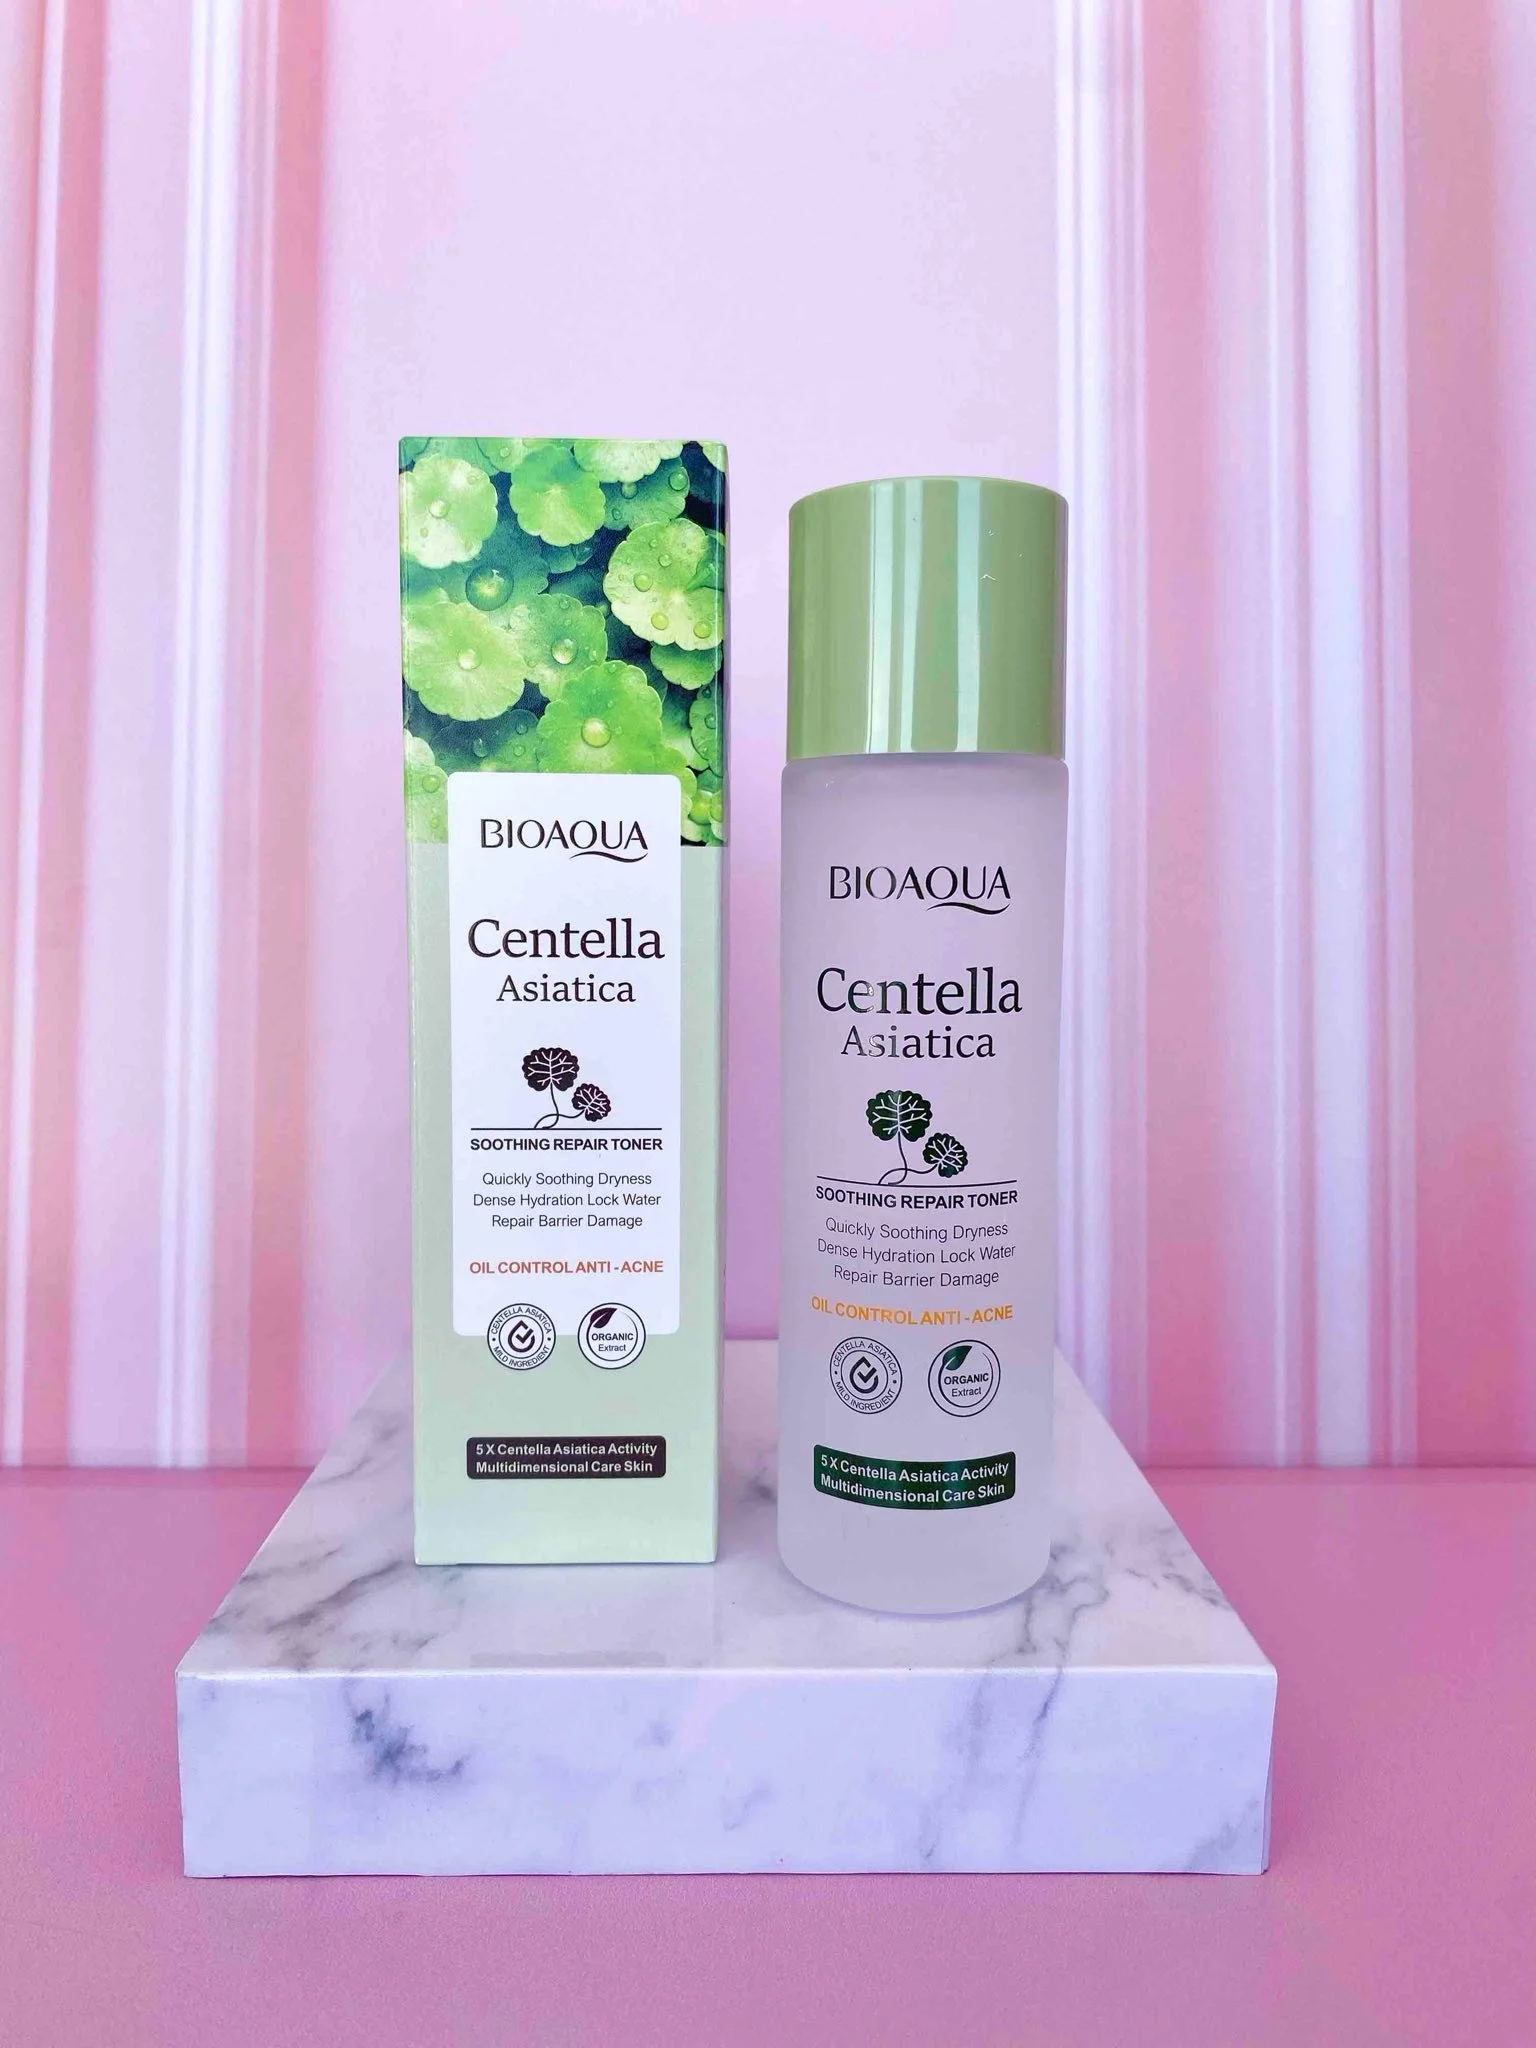 BIOAQUA
Centella
Asiatica
SOOTHING REPAIR TONER
Quickly Soothing Dryness
Dense Hydration Lock Water
Repair Barrier Damage
OIL CONTROL ANTI-ACNE
CENTELLA ASIATICA
MILD INGREDIENT
ORGANIC
Extract
5X Centella Asiatica Activity
Multidimensional Care Skin
BIOAQUA
Centella
Asiatica
SOOTHING REPAIR TONER
Quickly Soothing Dryness
Dense Hydration Lock Water
Repair Barrier Damage
OIL CONTROL ANTI-ACNE
CENTELLA ASIATICA
MILD INGREDIENT
ORGANIC
Extract
5X Centella Asiatica Activity
Multidimensional Care Skin